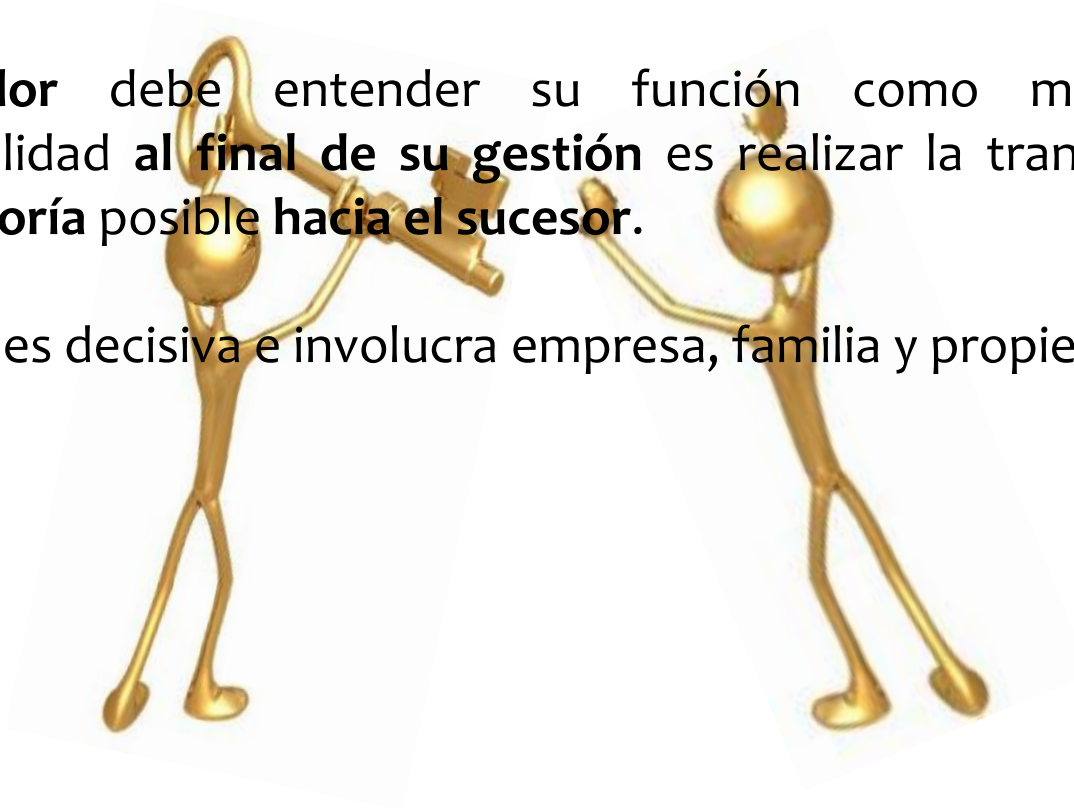 dor debe entender su función como m
lidad al final de su gestión es realizar la tran
oría posible hacia el sucesor.
es decisiva e involucra empresa, familia y propie